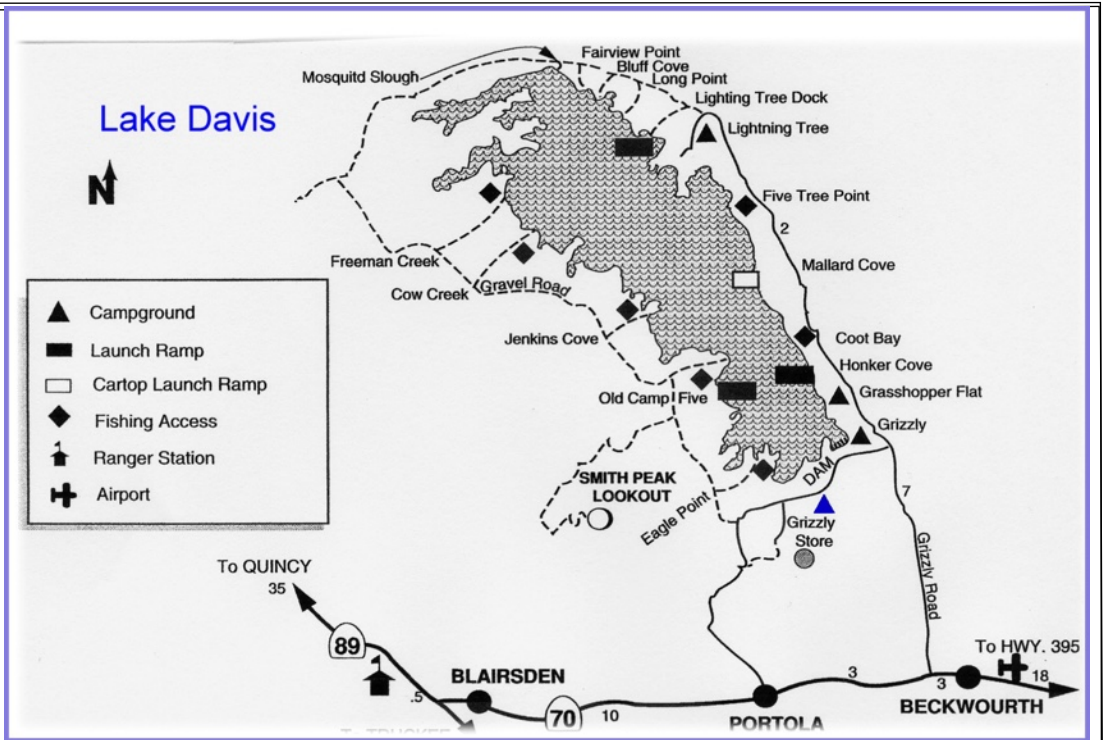 Lake Davis
N
Mosquitd Slough
Fairview Point
Bluff Cove
Long Point
Lighting Tree Dock
Lightning Tree
Five Tree Point
2
Mallard Cove
Freeman Creek
Cow Creek
Gravel Road
Jenkins Cove
Coot Bay
Honker Cove
Old Camp Five
Grasshopper Flat
Grizzly
DAM
7
SMITH PEAK
LOOKOUT
Eagle Point
Grizzly
Store
Grizzly Road
Campground
Launch Ramp
Cartop Launch Ramp
Fishing Access
Ranger Station
Airport
To QUINCY
35
89
.5
BLAIRSDEN
70
10
PORTOLA
3
3
BECKWOURTH
To HWY. 395
18